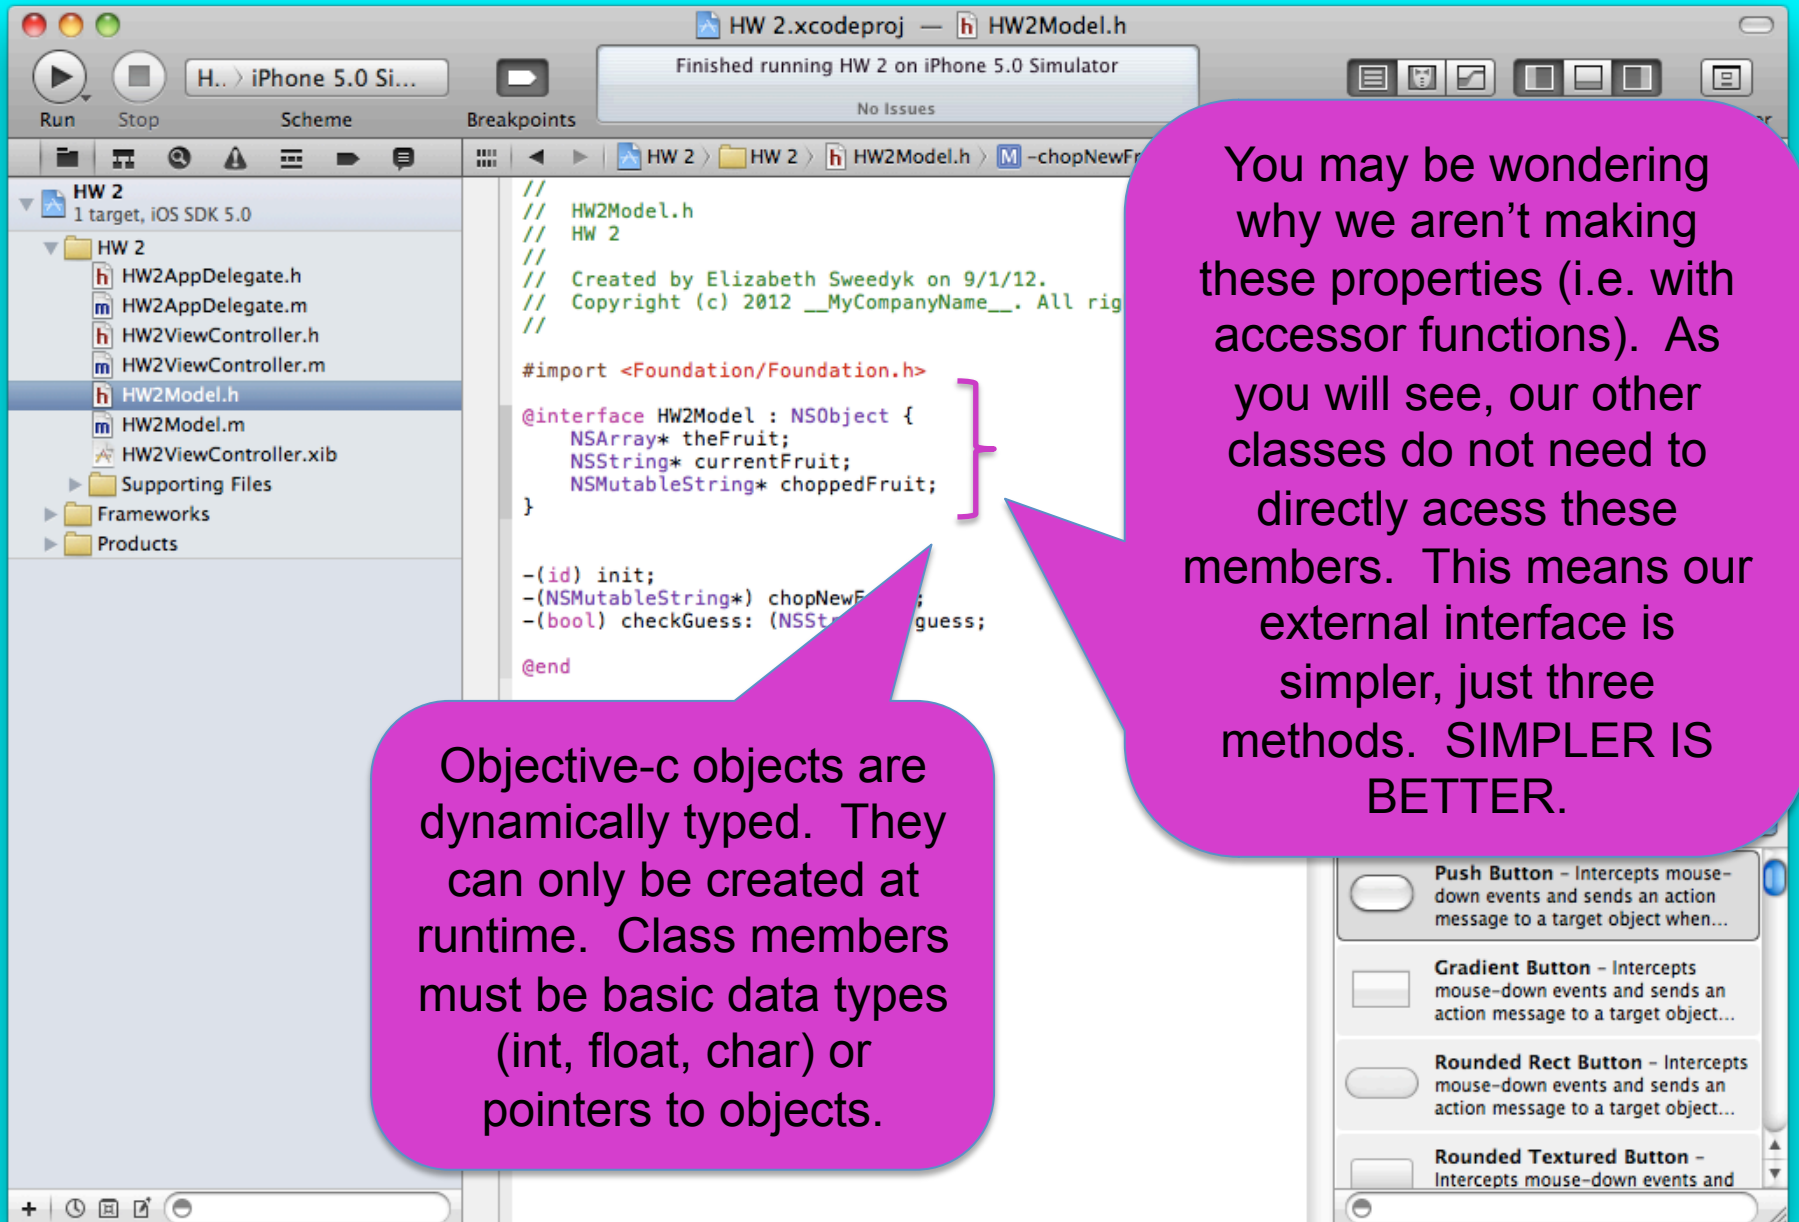 HW 2.xcodeproj — HW2Model.h
H.. › iPhone 5.0 Si...
Finished running HW 2 on iPhone 5.0 Simulator
No Issues
Run Stop Scheme Breakpoints
HW 2 › HW 2 › HW2Model.h › M -chopNewFr
HW 2
1 target, iOS SDK 5.0
HW 2
HW2AppDelegate.h
HW2AppDelegate.m
HW2ViewController.h
HW2ViewController.m
HW2Model.h
HW2Model.m
HW2ViewController.xib
Supporting Files
Frameworks
Products
//
//  HW2Model.h
//  HW 2
//
//  Created by Elizabeth Sweedyk on 9/1/12.
//  Copyright (c) 2012 __MyCompanyName__. All rig
//
#import <Foundation/Foundation.h>
@interface HW2Model : NSObject {
    NSArray* theFruit;
    NSString* currentFruit;
    NSMutableString* choppedFruit;
}
-(id) init;
-(NSMutableString*) chopNewF ;
-(bool) checkGuess: (NSSt guess;
@end
You may be wondering
why we aren’t making
these properties (i.e. with
accessor functions).  As
you will see, our other
classes do not need to
directly acess these
members.  This means our
external interface is
simpler, just three
methods.  SIMPLER IS
BETTER.
Objective-c objects are
dynamically typed.  They
can only be created at
runtime.  Class members
must be basic data types
(int, float, char) or
pointers to objects.
Push Button – Intercepts mouse-
down events and sends an action
message to a target object when...
Gradient Button – Intercepts
mouse-down events and sends an
action message to a target object...
Rounded Rect Button – Intercepts
mouse-down events and sends an
action message to a target object...
Rounded Textured Button –
Intercepts mouse-down events and